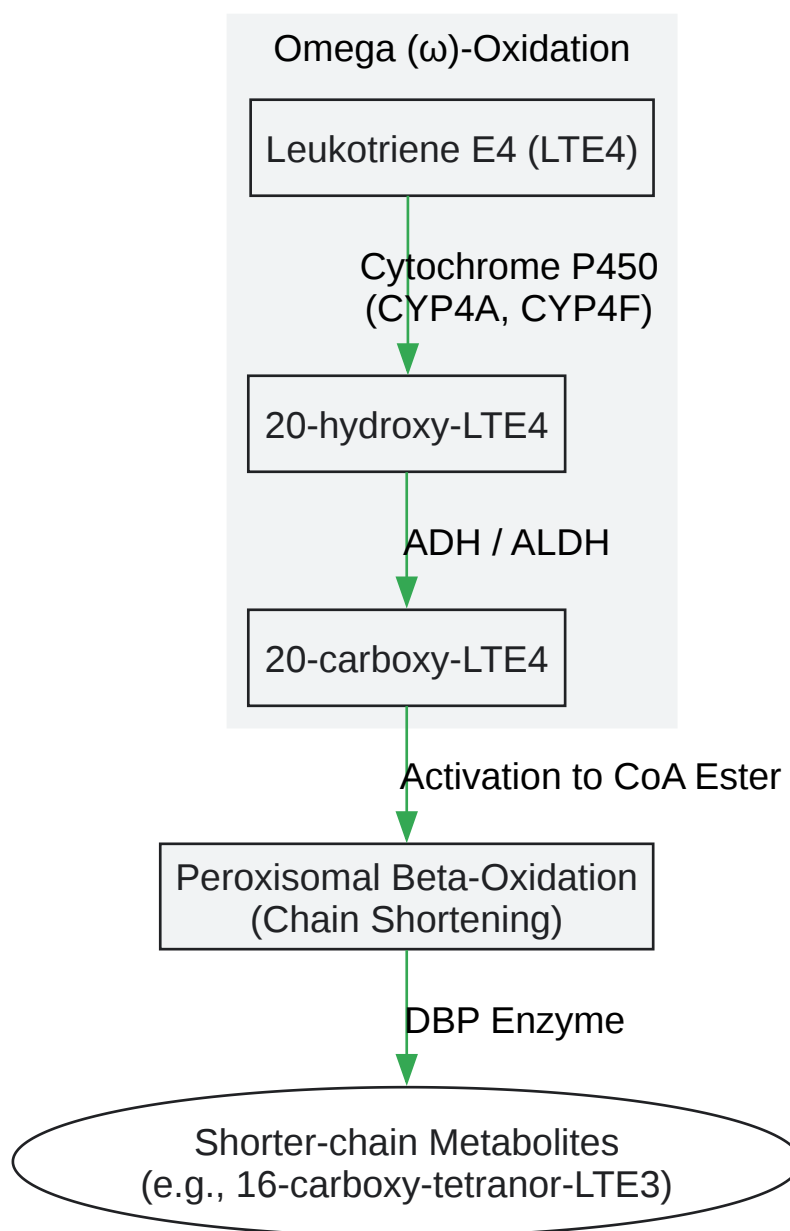 Omega (ω)-Oxidation
Leukotriene E4 (LTE4)
Cytochrome P450
(CYP4A, CYP4F)
20-hydroxy-LTE4
ADH / ALDH
20-carboxy-LTE4
Activation to CoA Ester
Peroxisomal Beta-Oxidation
(Chain Shortening)
DBP Enzyme
Shorter-chain Metabolites
(e.g., 16-carboxy-tetranor-LTE3)